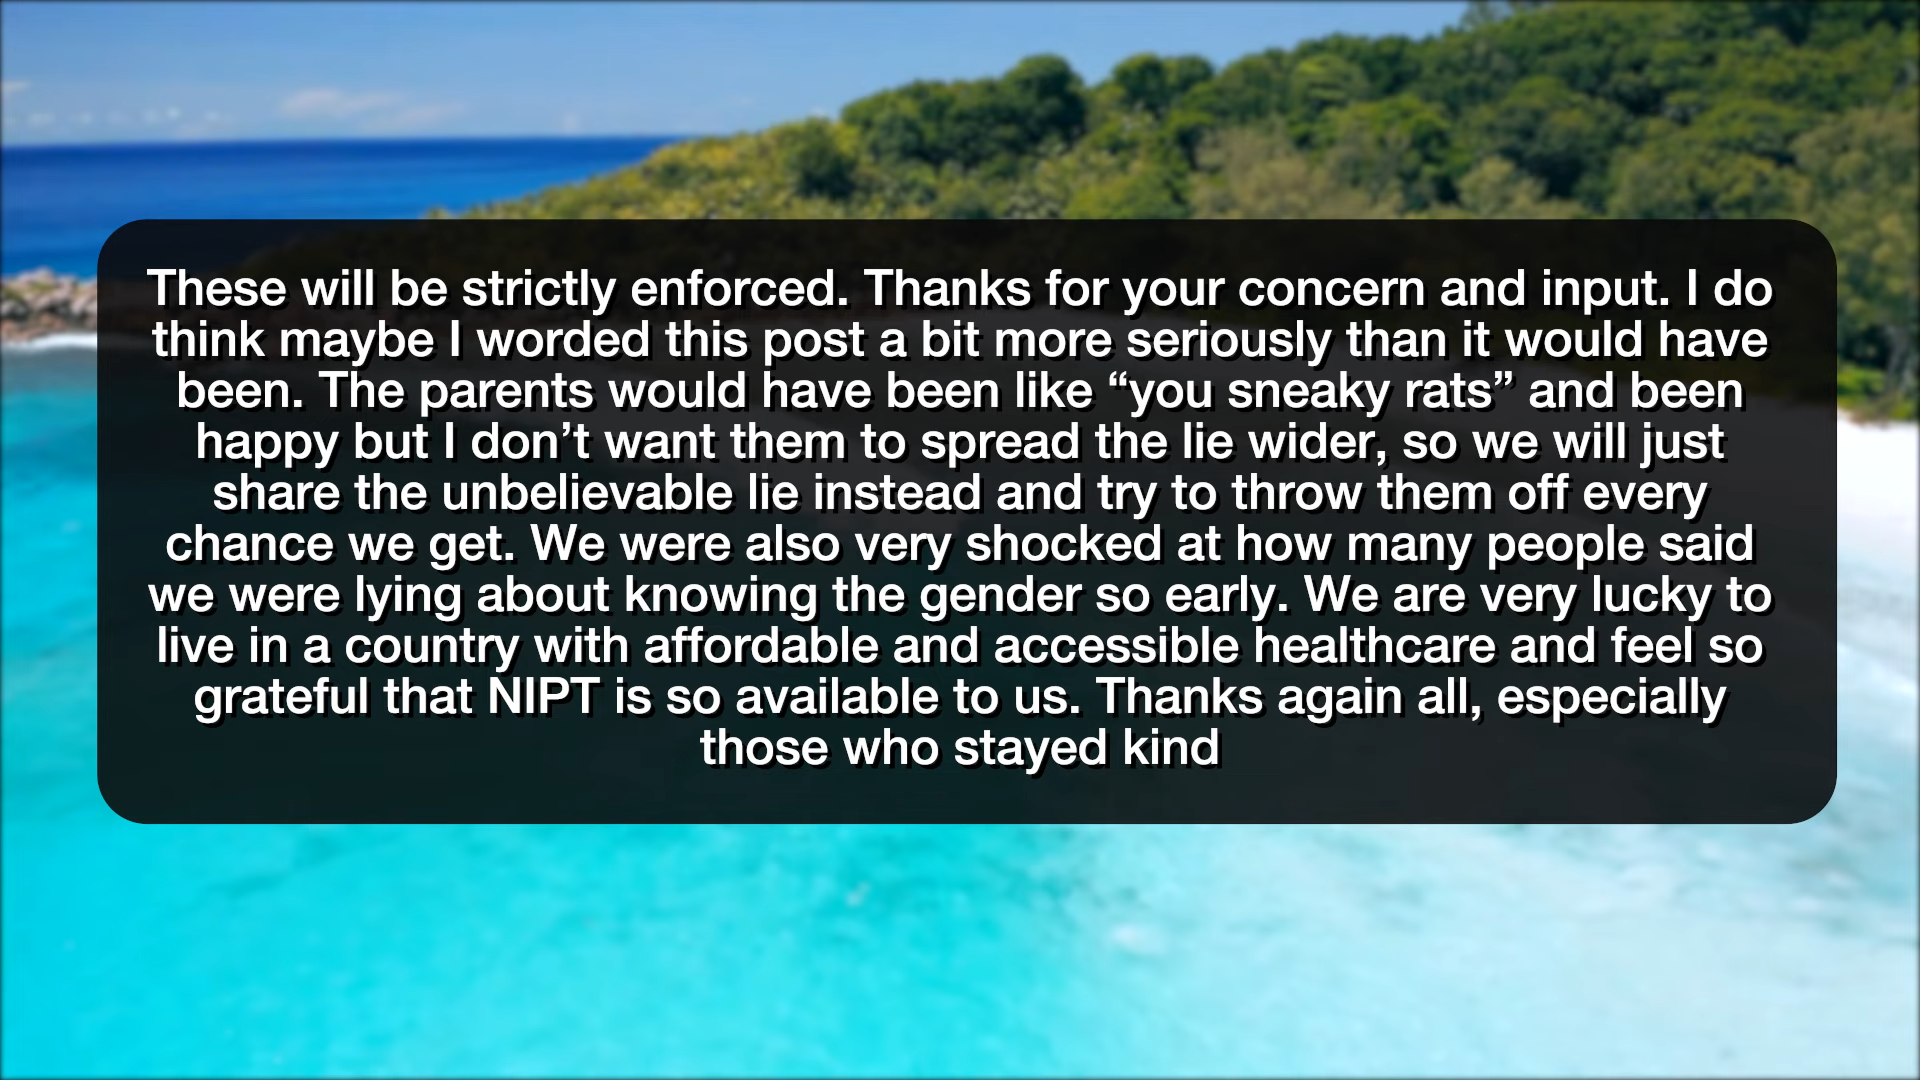 These will be strictly enforced. Thanks for your concern and input. I do
think maybe I worded this post a bit more seriously than it would have
been. The parents would have been like “you sneaky rats” and been
happy but I don’t want them to spread the lie wider, so we will just
share the unbelievable lie instead and try to throw them off every
chance we get. We were also very shocked at how many people said
we were lying about knowing the gender so early. We are very lucky to
live in a country with affordable and accessible healthcare and feel so
grateful that NIPT is so available to us. Thanks again all, especially
those who stayed kind